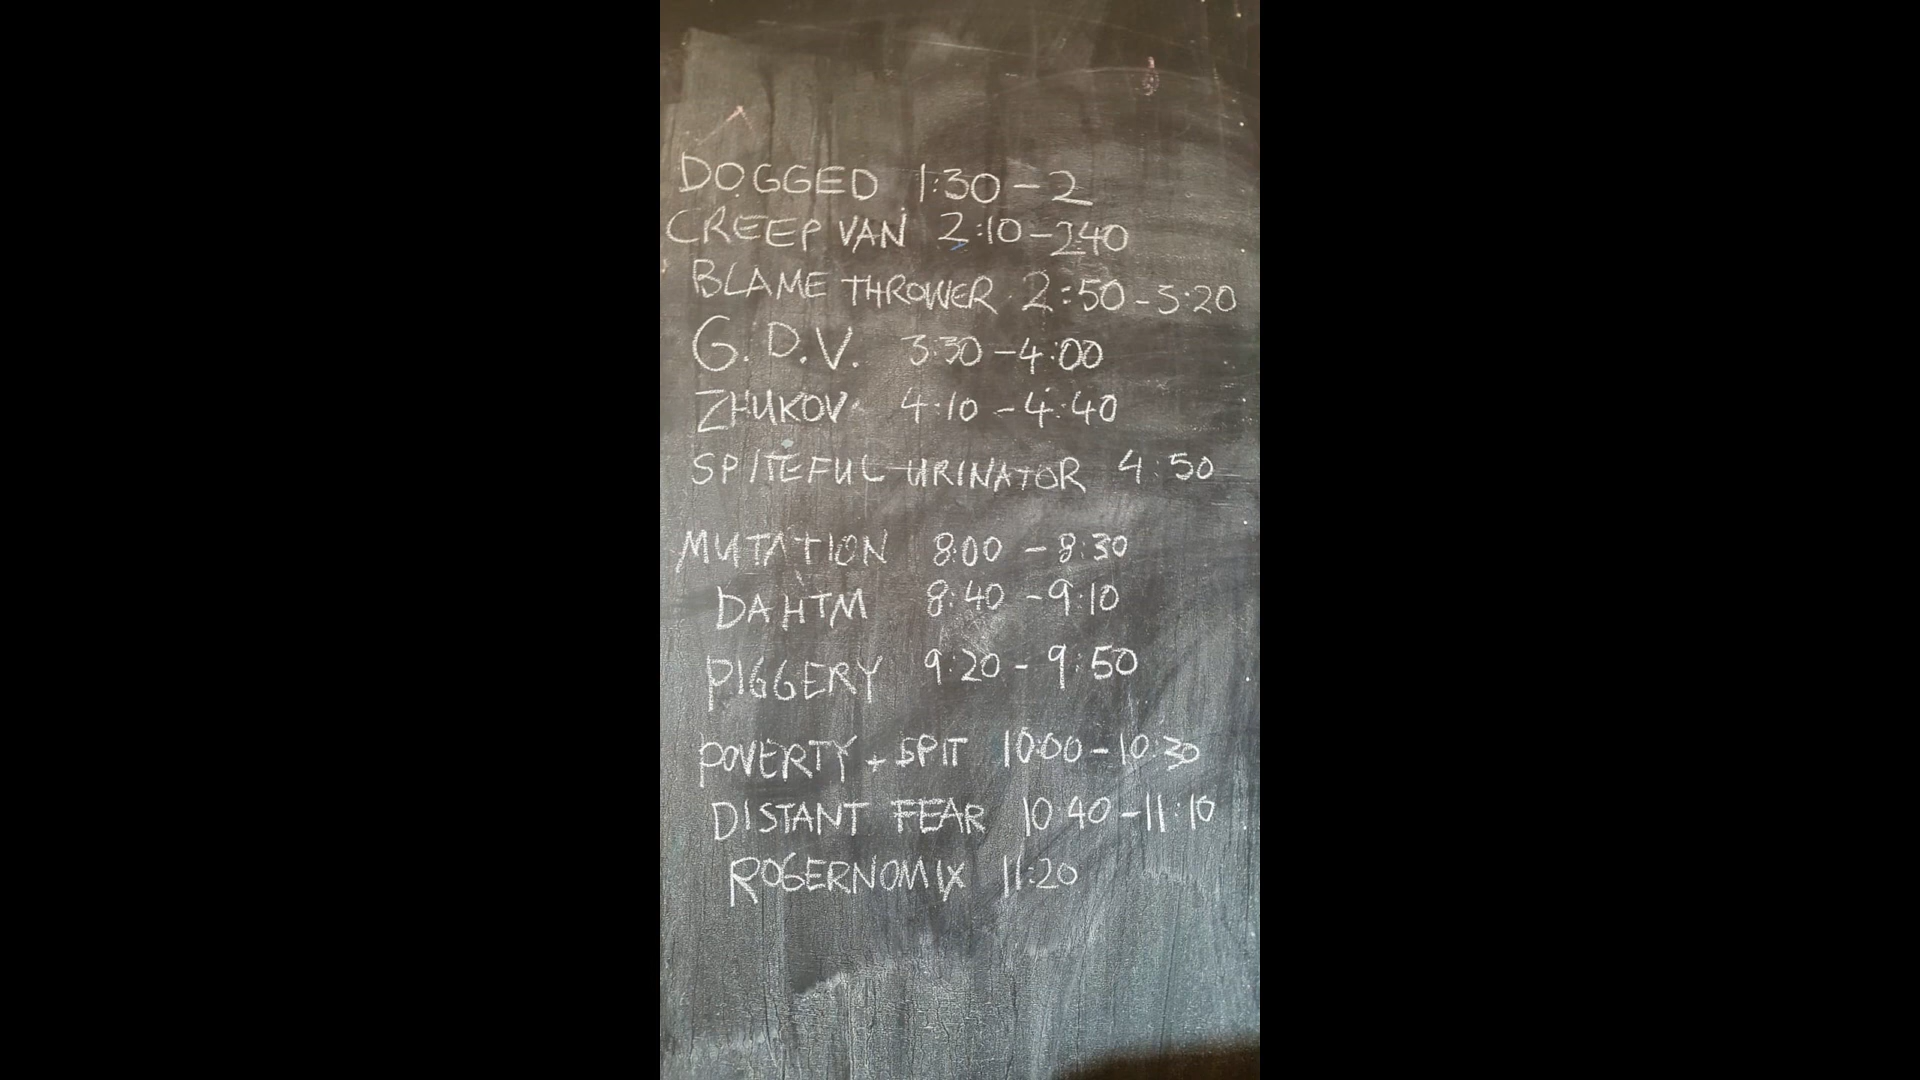 DOGGED 1:30 - 2
CREEP VAN 2:10 - 240
BLAME THROWER 2:50 - 3:20
G.D.V. 3:30 - 4:00
ZHUKOV 4:10 - 4:40
SPITEFUL URINATOR 4:50
MUTATION 8:00 - 8:30
DAHTM 8:40 - 9:10
PIGGERY 9:20 - 9:50
POVERTY + SPIT 10:00 - 10:30
DISTANT FEAR 10 40 - 11:10
ROGERNOMIX 11:20